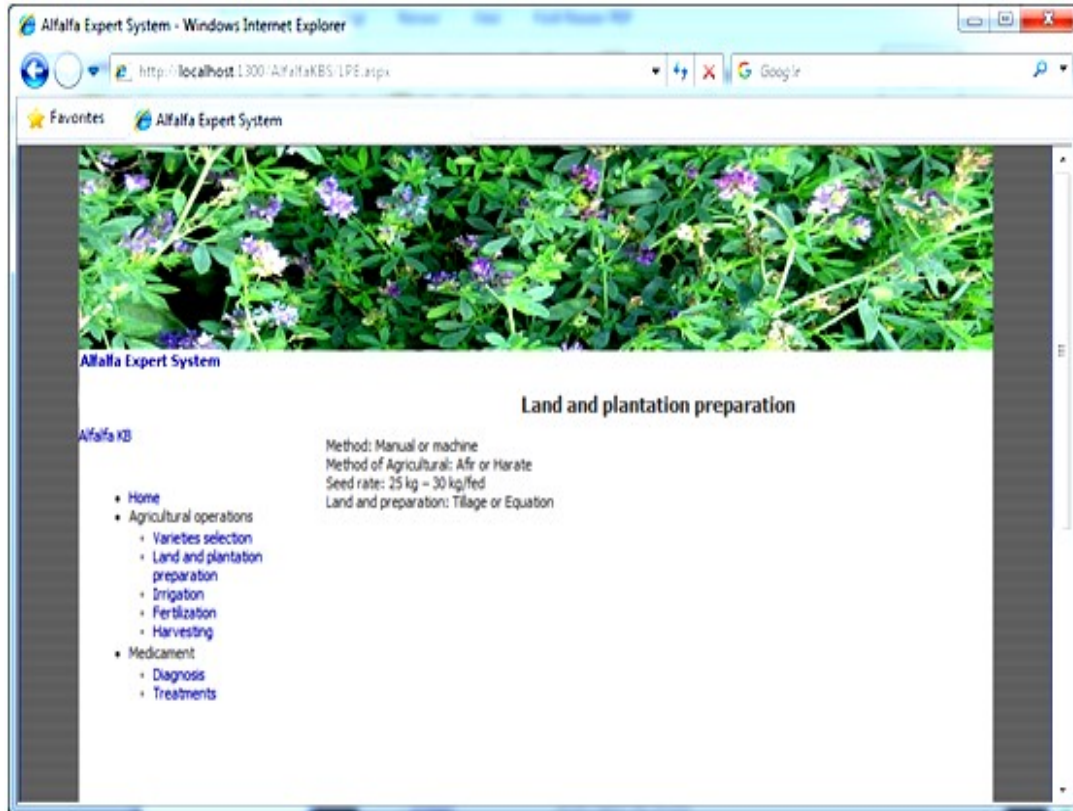 Alfalfa Expert System - Windows Internet Explorer
http://localhost:1300/AlfalfaKBS/LPE.aspx
Google
Favorites
Alfalfa Expert System
Alfalfa Expert System
Land and plantation preparation
Alfalfa KB
Method: Manual or machine
Method of Agricultural: Afir or Harate
Seed rate: 25 kg – 30 kg/fed
Land and preparation: Tillage or Equation
Home
Agricultural operations
Varieties selection
Land and plantation
preparation
Irrigation
Fertilization
Harvesting
Medicament
Diagnosis
Treatments